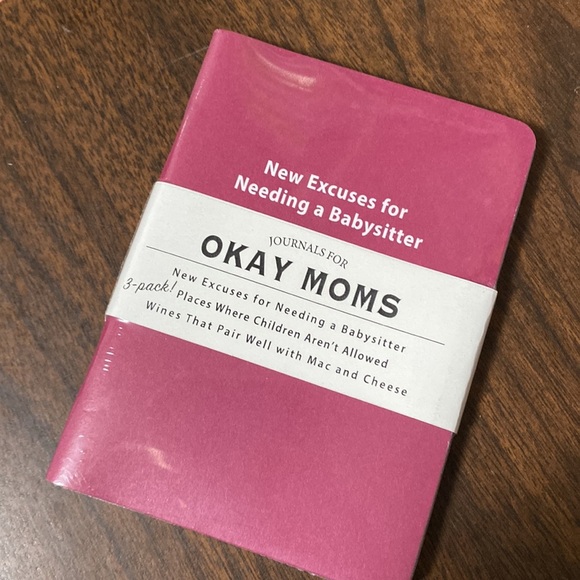 New Excuses for
Needing a Babysitter
JOURNALS FOR
OKAY MOMS
3-pack!
New Excuses for Needing a Babysitter
Places Where Children Aren't Allowed
Wines That Pair Well with Mac and Cheese